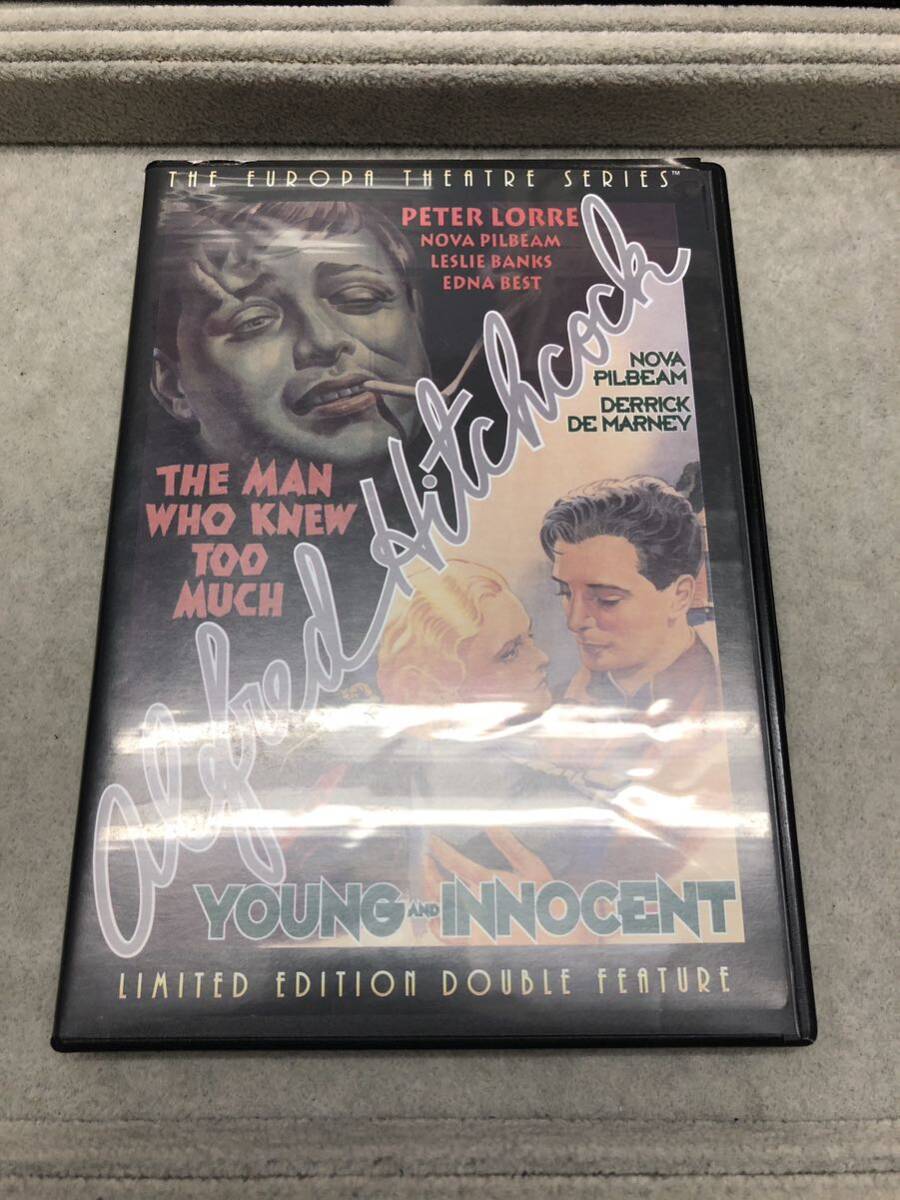 THE EUROPA THEATRE SERIES™
PETER LORRE
NOVA PILBEAM
LESLIE BANKS
EDNA BEST
NOVA
PILBEAM
DERRICK
DE MARNEY
THE MAN
WHO KNEW
TOO
MUCH
Alfred Hitchcock
YOUNG AND INNOCENT
LIMITED EDITION DOUBLE FEATURE